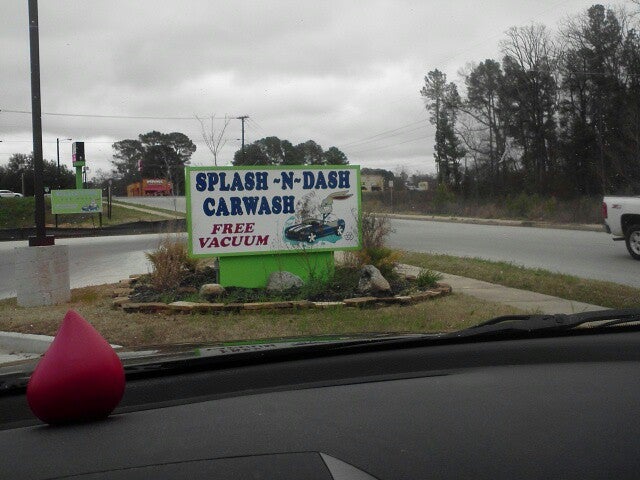 SPLASH ~N~ DASH
CARWASH
FREE
VACUUM